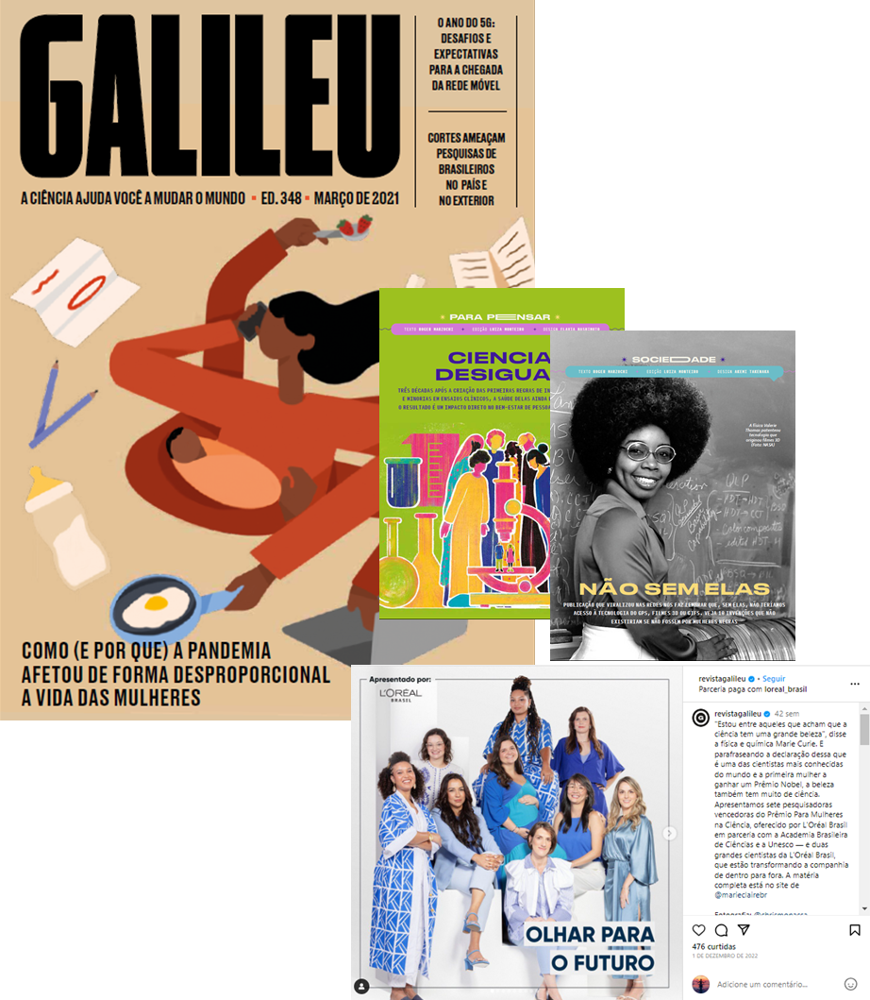 GALILEU
A CIÊNCIA AJUDA VOCÊ A MUDAR O MUNDO ▪ ED. 348 ▪ MARÇO DE 2021
O ANO DO 5G:
DESAFIOS E
EXPECTATIVAS
PARA A CHEGADA
DA REDE MÓVEL
CORTES AMEAÇAM
PESQUISAS DE
BRASILEIROS
NO PAÍS E
NO EXTERIOR
COMO (E POR QUE) A PANDEMIA
AFETOU DE FORMA DESPROPORCIONAL
A VIDA DAS MULHERES
PARA PENSAR
TEXTO ROGER MARINCHI EDIÇÃO LUIZA MONTEIRO DESIGN FLAVIA
CIENCIA
DESIGUA
TRÊS DÉCADAS APÓS A CRIAÇÃO DAS PRIMEIRAS REGRAS DE IN
E MINORIAS EM ENSAIOS CLÍNICOS, A SAÚDE DELAS AINDA
O RESULTADO É UM IMPACTO DIRETO NO BEM-ESTAR DE PESSOA
SOCIEDADE
TEXTO ROGER MARINCHI EDIÇÃO LUIZA MONTEIRO DESIGN
A física Valerie
Thomas patenteou
tecnologia que
originou filmes 3D
(Foto: NASA)
NÃO SEM ELAS
PUBLICAÇÃO QUE VIRALIZOU NAS REDES NOS FAZ LEMBRAR QUE, SEM ELAS, NÃO TERÍAMOS
ACESSO À TECNOLOGIA DO GPS, FILMES 3D OU GIFS. VEJA 10 INVENÇÕES QUE NÃO
EXISTIRIAM SE NÃO FOSSEM POR MULHERES NEGRAS
Apresentado por:
L'ORÉAL
BRASIL
OLHAR PARA
O FUTURO
revistagalileu • Seguir
Parceria paga com loreal_brasil
revistagalileu 42 sem
"Estou entre aqueles que acham que a
ciência tem uma grande beleza", disse
a física e química Marie Curie. E
parafraseando a declaração dessa que
é uma das cientistas mais conhecidas
do mundo e a primeira mulher a
ganhar um Prêmio Nobel, a beleza
também tem muito de ciência.
Apresentamos sete pesquisadoras
vencedoras do Prêmio Para Mulheres
na Ciência, oferecido por L'Oréal Brasil
em parceria com a Academia Brasileira
de Ciências e a Unesco — e duas
grandes cientistas da L'Oréal Brasil,
que estão transformando a companhia
de dentro para fora. A matéria
completa está no site de
@marieclairebr
476 curtidas
1 DE DEZEMBRO DE 2022
Adicione um comentário...